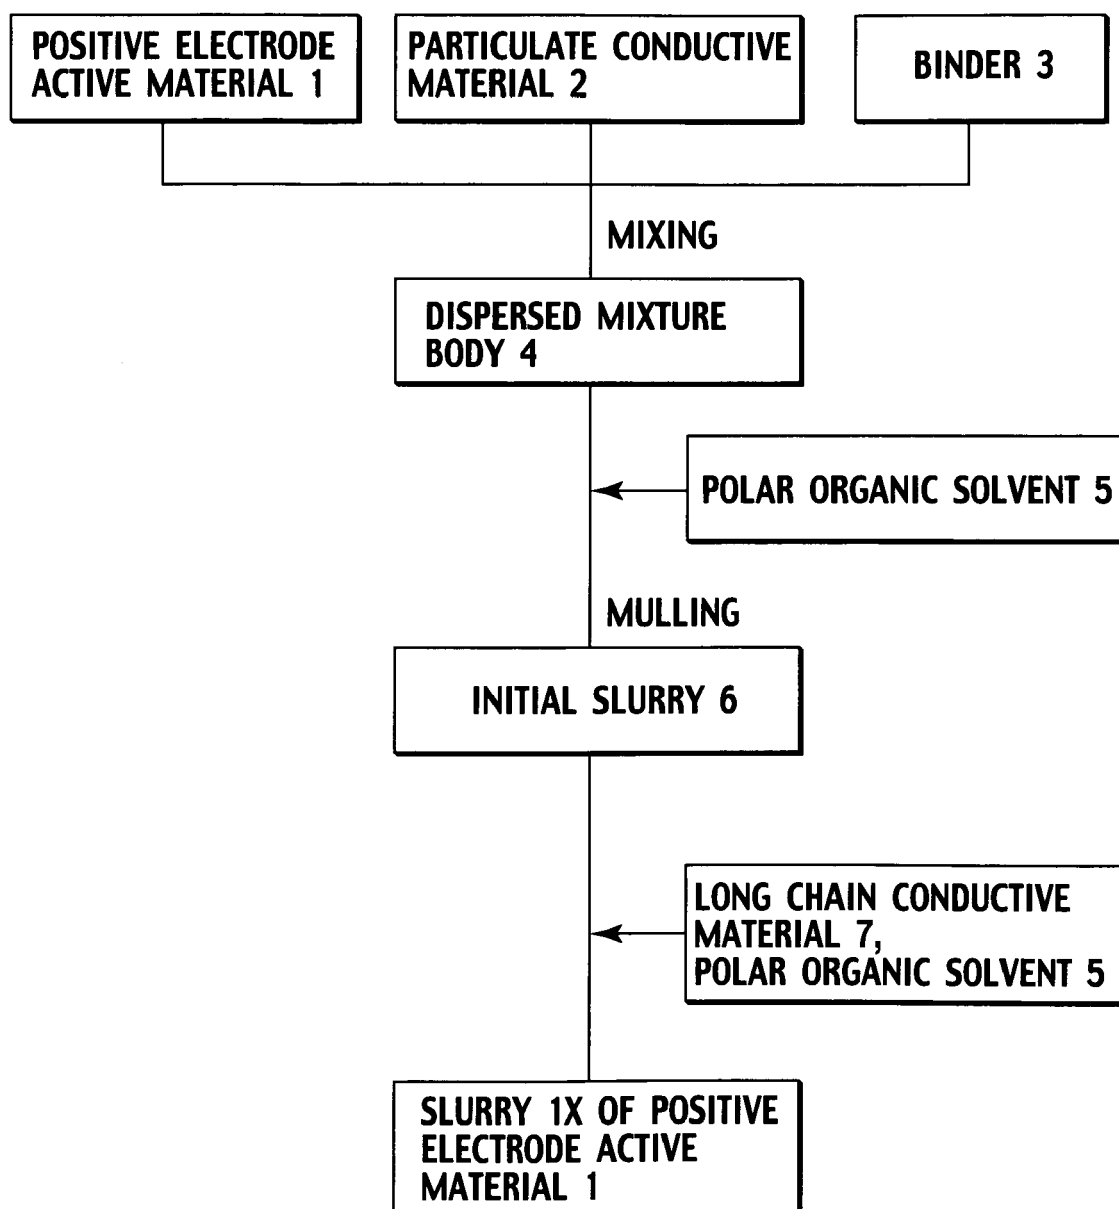 POSITIVE ELECTRODE
ACTIVE MATERIAL 1
PARTICULATE CONDUCTIVE
MATERIAL 2
BINDER 3
MIXING
DISPERSED MIXTURE
BODY 4
POLAR ORGANIC SOLVENT 5
MULLING
INITIAL SLURRY 6
LONG CHAIN CONDUCTIVE
MATERIAL 7,
POLAR ORGANIC SOLVENT 5
SLURRY 1X OF POSITIVE
ELECTRODE ACTIVE
MATERIAL 1